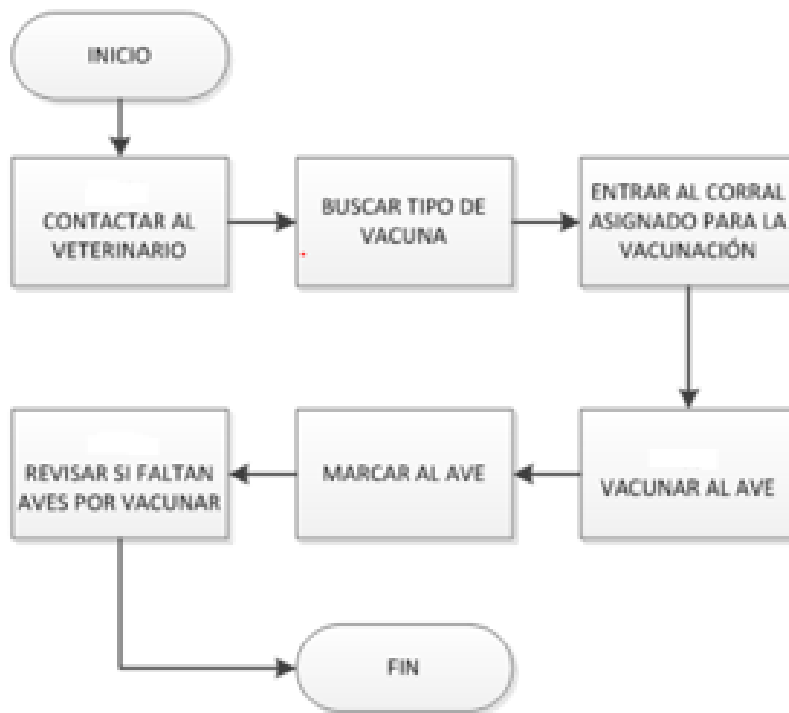 INICIO
CONTACTAR AL
VETERINARIO
BUSCAR TIPO DE
VACUNA
ENTRAR AL CORRAL
ASIGNADO PARA LA
VACUNACIÓN
VACUNAR AL AVE
MARCAR AL AVE
REVISAR SI FALTAN
AVES POR VACUNAR
FIN